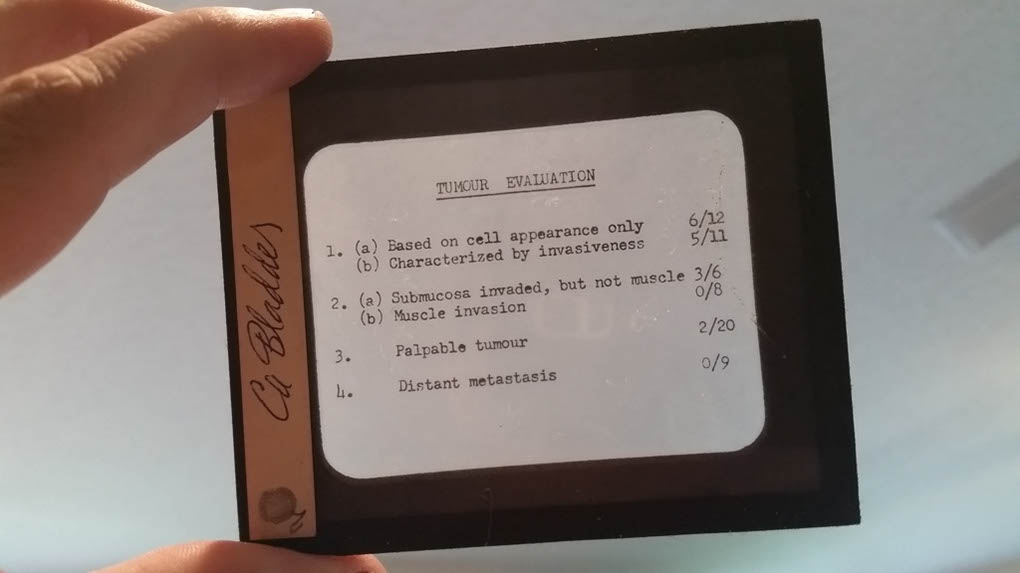 Ca Bladder
TUMOUR EVALUATION
1. (a) Based on cell appearance only 6/12
(b) Characterized by invasiveness 5/11
2. (a) Submucosa invaded, but not muscle 3/6
(b) Muscle invasion 0/8
3. Palpable tumour 2/20
4. Distant metastasis 0/9